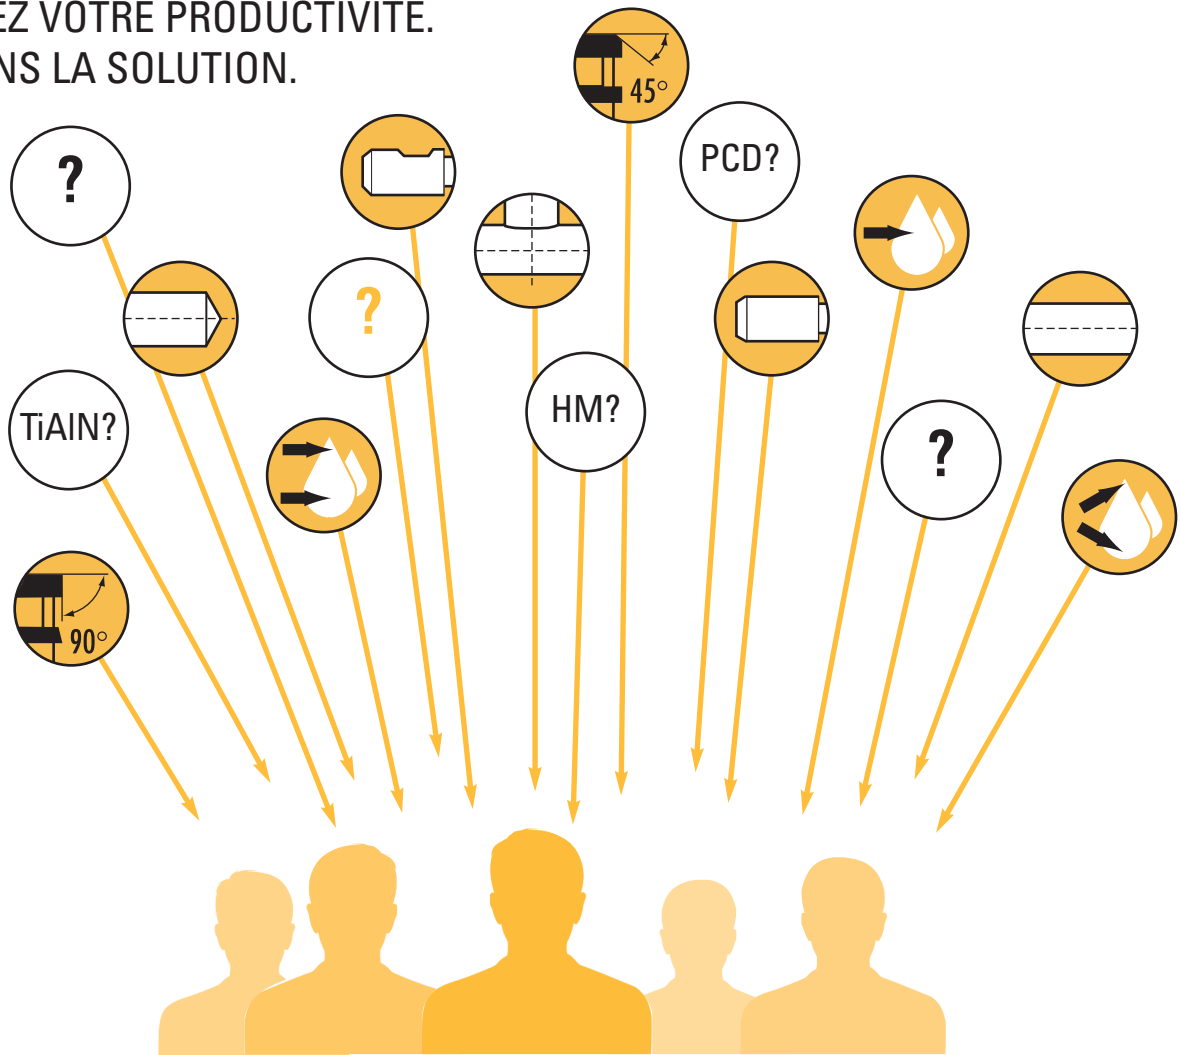 EZ VOTRE PRODUCTIVITÉ.
NS LA SOLUTION.
45°
?
PCD?
?
HM?
TiAlN?
?
90°